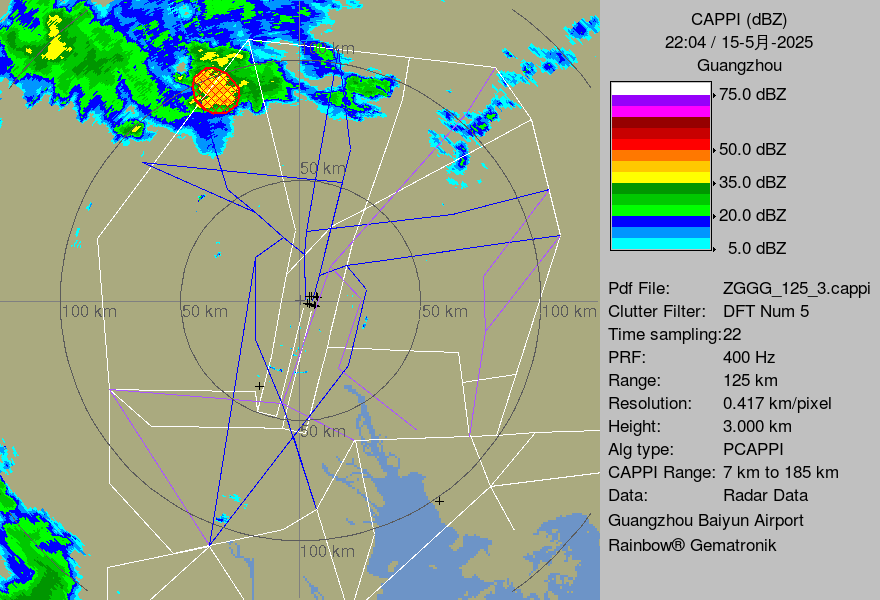 100 km
50 km
100 km
50 km
50 km
100 km
50 km
100 km
CAPPI (dBZ)
22:04 / 15-5月-2025
Guangzhou
75.0 dBZ
50.0 dBZ
35.0 dBZ
20.0 dBZ
5.0 dBZ
Pdf File: ZGGG_125_3.cappi
Clutter Filter: DFT Num 5
Time sampling:22
PRF: 400 Hz
Range: 125 km
Resolution: 0.417 km/pixel
Height: 3.000 km
Alg type: PCAPPI
CAPPI Range: 7 km to 185 km
Data: Radar Data
Guangzhou Baiyun Airport
Rainbow® Gematronik